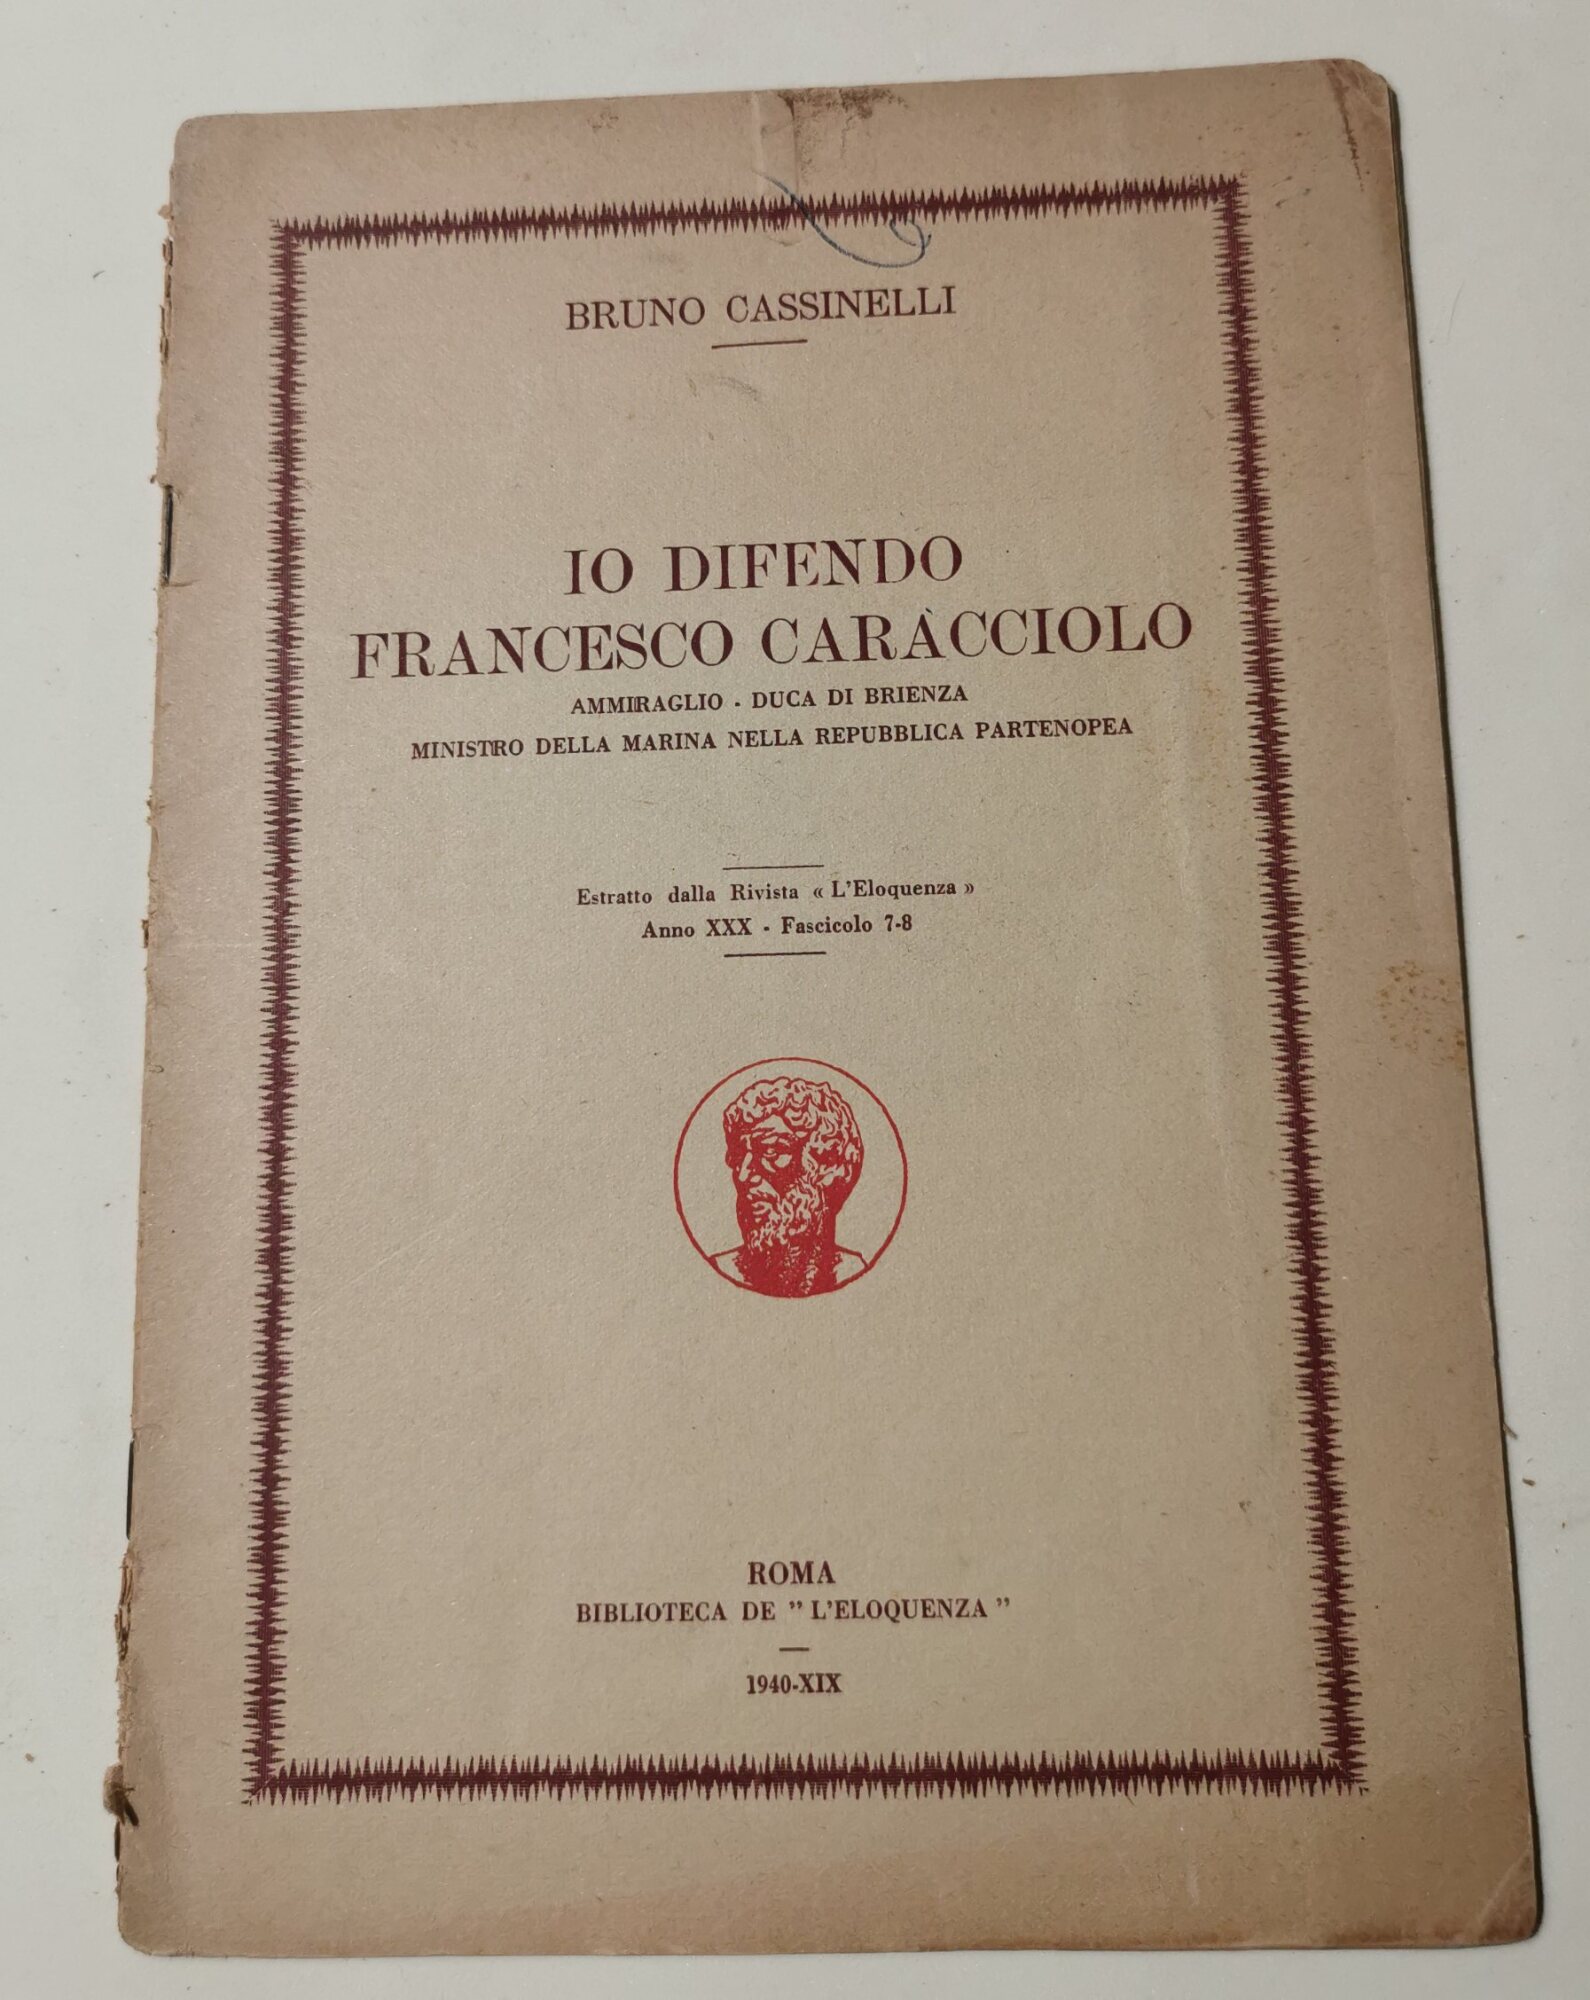 BRUNO CASSINELLI
IO DIFENDO
FRANCESCO CARÀCCIOLO
AMMIRAGLIO - DUCA DI BRIENZA
MINISTRO DELLA MARINA NELLA REPUBBLICA PARTENOPEA
Estratto dalla Rivista « L'Eloquenza »
Anno XXX - Fascicolo 7-8
ROMA
BIBLIOTECA DE " L'ELOQUENZA "
1940-XIX